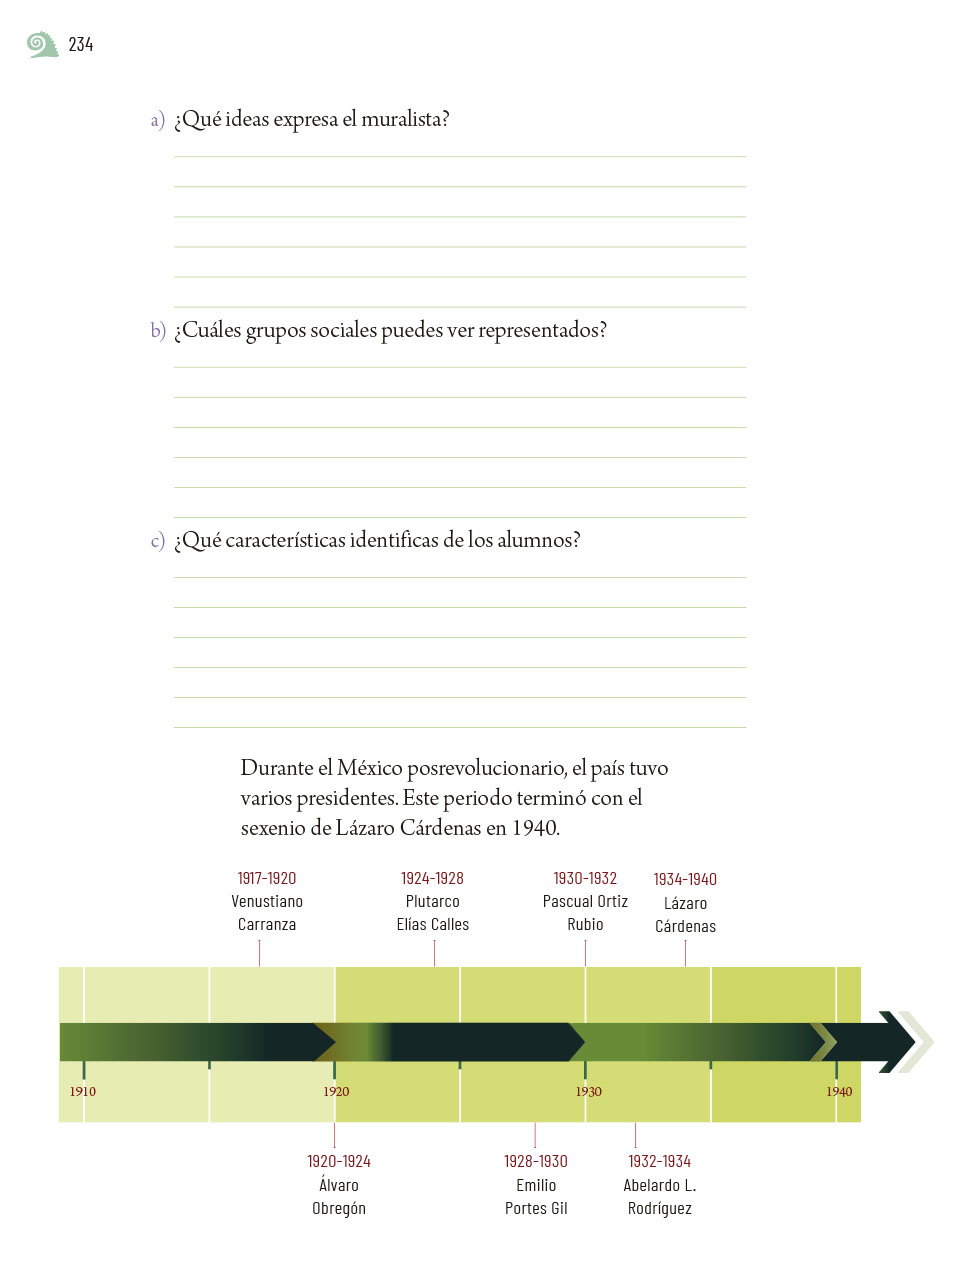 234
a) ¿Qué ideas expresa el muralista?
b) ¿Cuáles grupos sociales puedes ver representados?
c) ¿Qué características identificas de los alumnos?
Durante el México posrevolucionario, el país tuvo
varios presidentes. Este periodo terminó con el
sexenio de Lázaro Cárdenas en 1940.
1917-1920
Venustiano
Carranza
1924-1928
Plutarco
Elías Calles
1930-1932
Pascual Ortiz
Rubio
1934-1940
Lázaro
Cárdenas
1910
1920
1930
1940
1920-1924
Álvaro
Obregón
1928-1930
Emilio
Portes Gil
1932-1934
Abelardo L.
Rodríguez